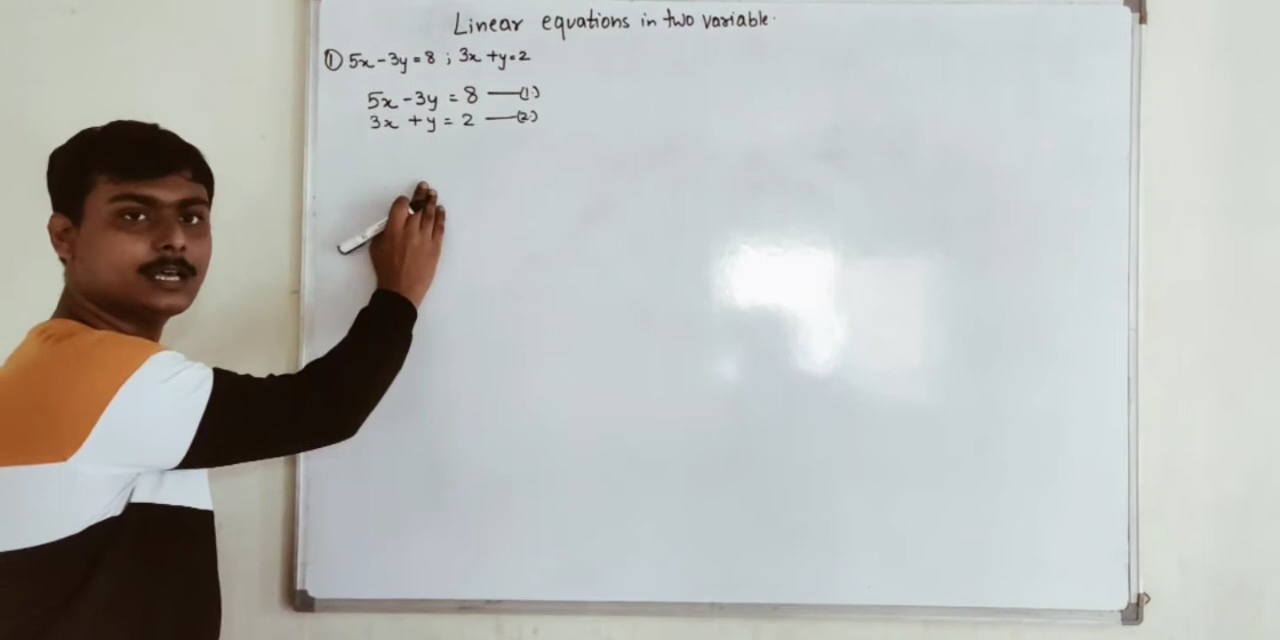 Linear equations in two variable.
① 5x - 3y = 8 ; 3x + y = 2
5x - 3y = 8 —(1.)
3x + y = 2 —(2.)